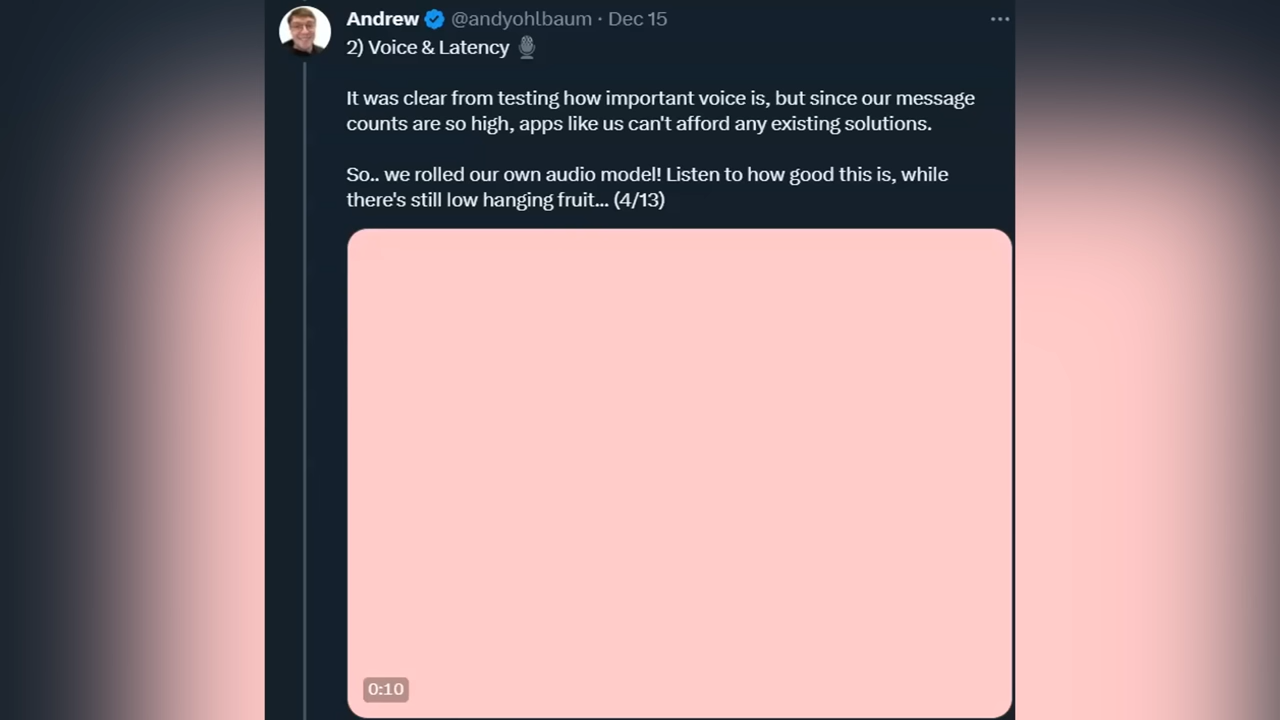 Andrew @andyohlbaum · Dec 15
2) Voice & Latency 🎙
It was clear from testing how important voice is, but since our message
counts are so high, apps like us can't afford any existing solutions.
So.. we rolled our own audio model! Listen to how good this is, while
there's still low hanging fruit... (4/13)
0:10